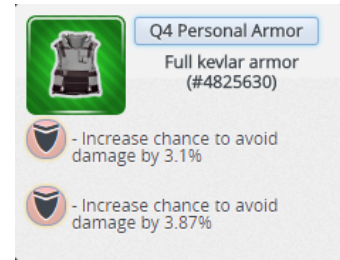 Q4 Personal Armor
Full kevlar armor
(#4825630)
- Increase chance to avoid
damage by 3.1%
- Increase chance to avoid
damage by 3.87%